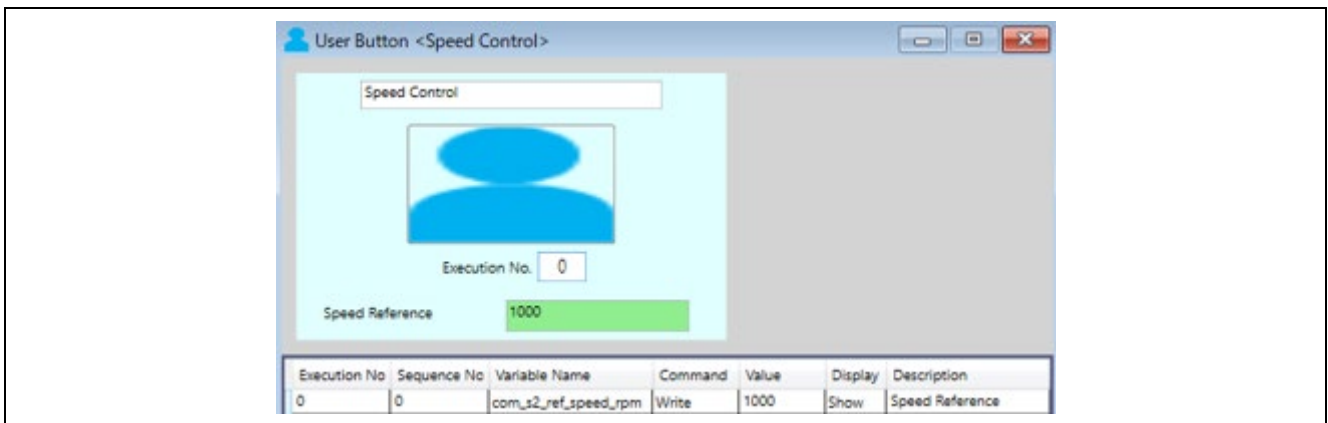 User Button <Speed Control>
Speed Control
Execution No. 0
Speed Reference 1000
Execution No Sequence No Variable Name Command Value Display Description
0 0 com_s2_ref_speed_rpm Write 1000 Show Speed Reference